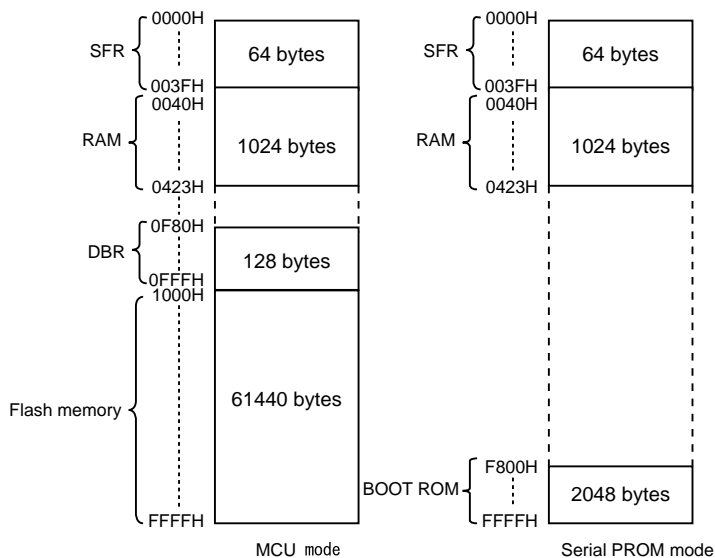 0000H
SFR
64 bytes
003FH
0040H
RAM
1024 bytes
0423H
0F80H
DBR
128 bytes
0FFFH
1000H
Flash memory
61440 bytes
FFFFH
MCU mode
0000H
SFR
64 bytes
003FH
0040H
RAM
1024 bytes
0423H
F800H
BOOT ROM
2048 bytes
FFFFH
Serial PROM mode